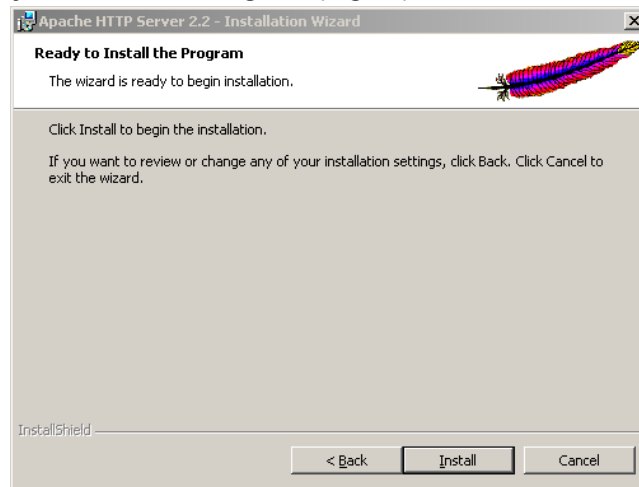 Apache HTTP Server 2.2 - Installation Wizard
Ready to Install the Program
The wizard is ready to begin installation.
Click Install to begin the installation.
If you want to review or change any of your installation settings, click Back. Click Cancel to
exit the wizard.
InstallShield
< Back Install Cancel